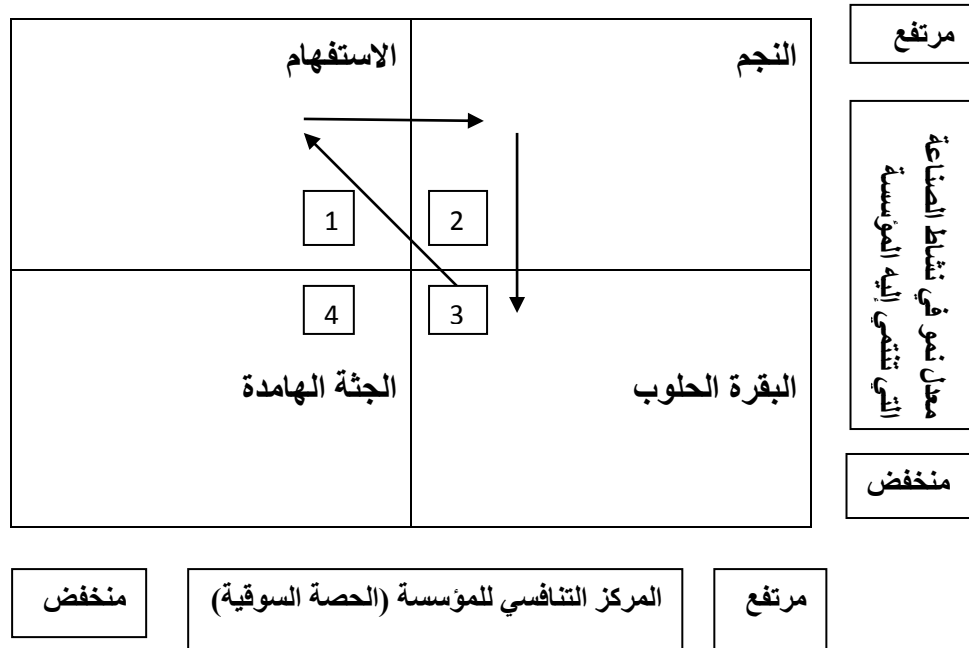 مرتفع
النجم
الاستفهام
1
2
معدل نمو في نشاط الصناعة
التي تنتمي إليه المؤسسة
4
3
البقرة الحلوب
الجثة الهامدة
منخفض
مرتفع
المركز التنافسي للمؤسسة (الحصة السوقية)
منخفض